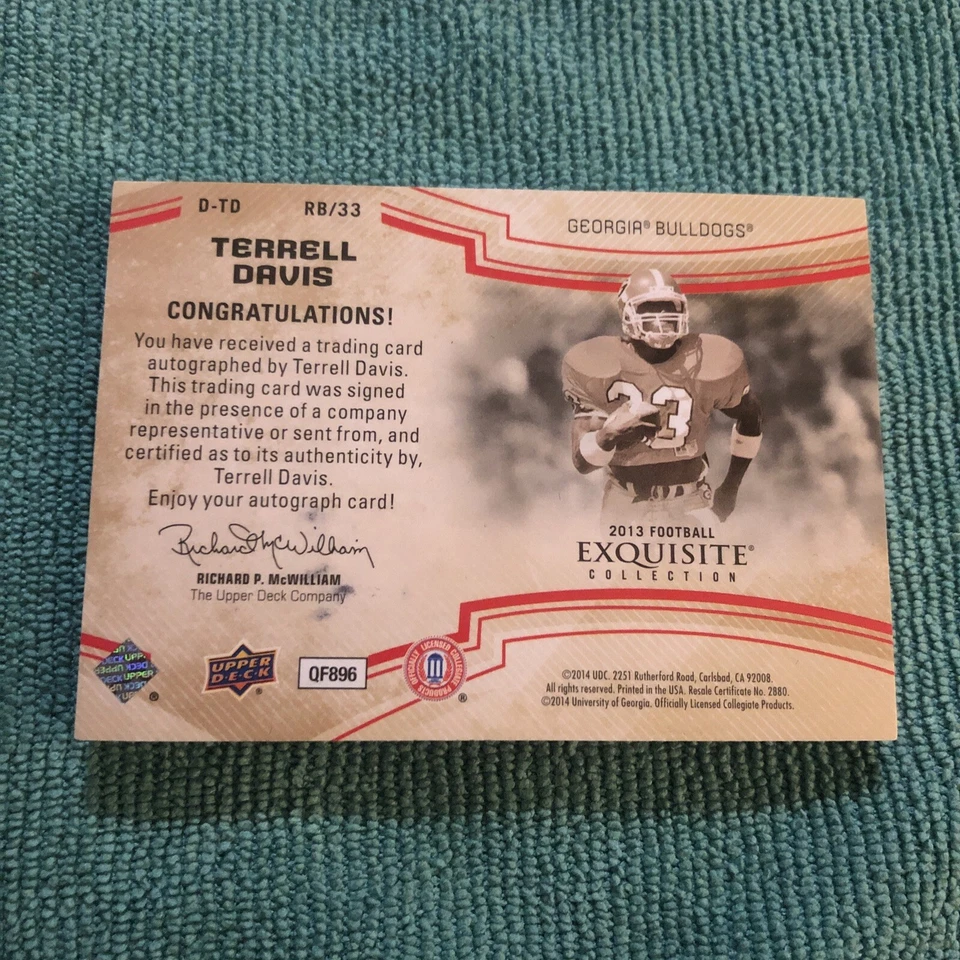 D-TD RB/33
TERRELL
DAVIS
CONGRATULATIONS!
You have received a trading card
autographed by Terrell Davis.
This trading card was signed
in the presence of a company
representative or sent from, and
certified as to its authenticity by,
Terrell Davis.
Enjoy your autograph card!
Richard McWilliam
RICHARD P. McWILLIAM
The Upper Deck Company
GEORGIA® BULLDOGS®
33
2013 FOOTBALL
EXQUISITE®
COLLECTION
UPPER
D·E·C·K
®
QF896
OFFICIALLY LICENSED COLLEGIATE PRODUCTS
®
©2014 UDC. 2251 Rutherford Road, Carlsbad, CA 92008.
All rights reserved. Printed in the USA. Resale Certificate No. 2880.
©2014 University of Georgia. Officially Licensed Collegiate Products.